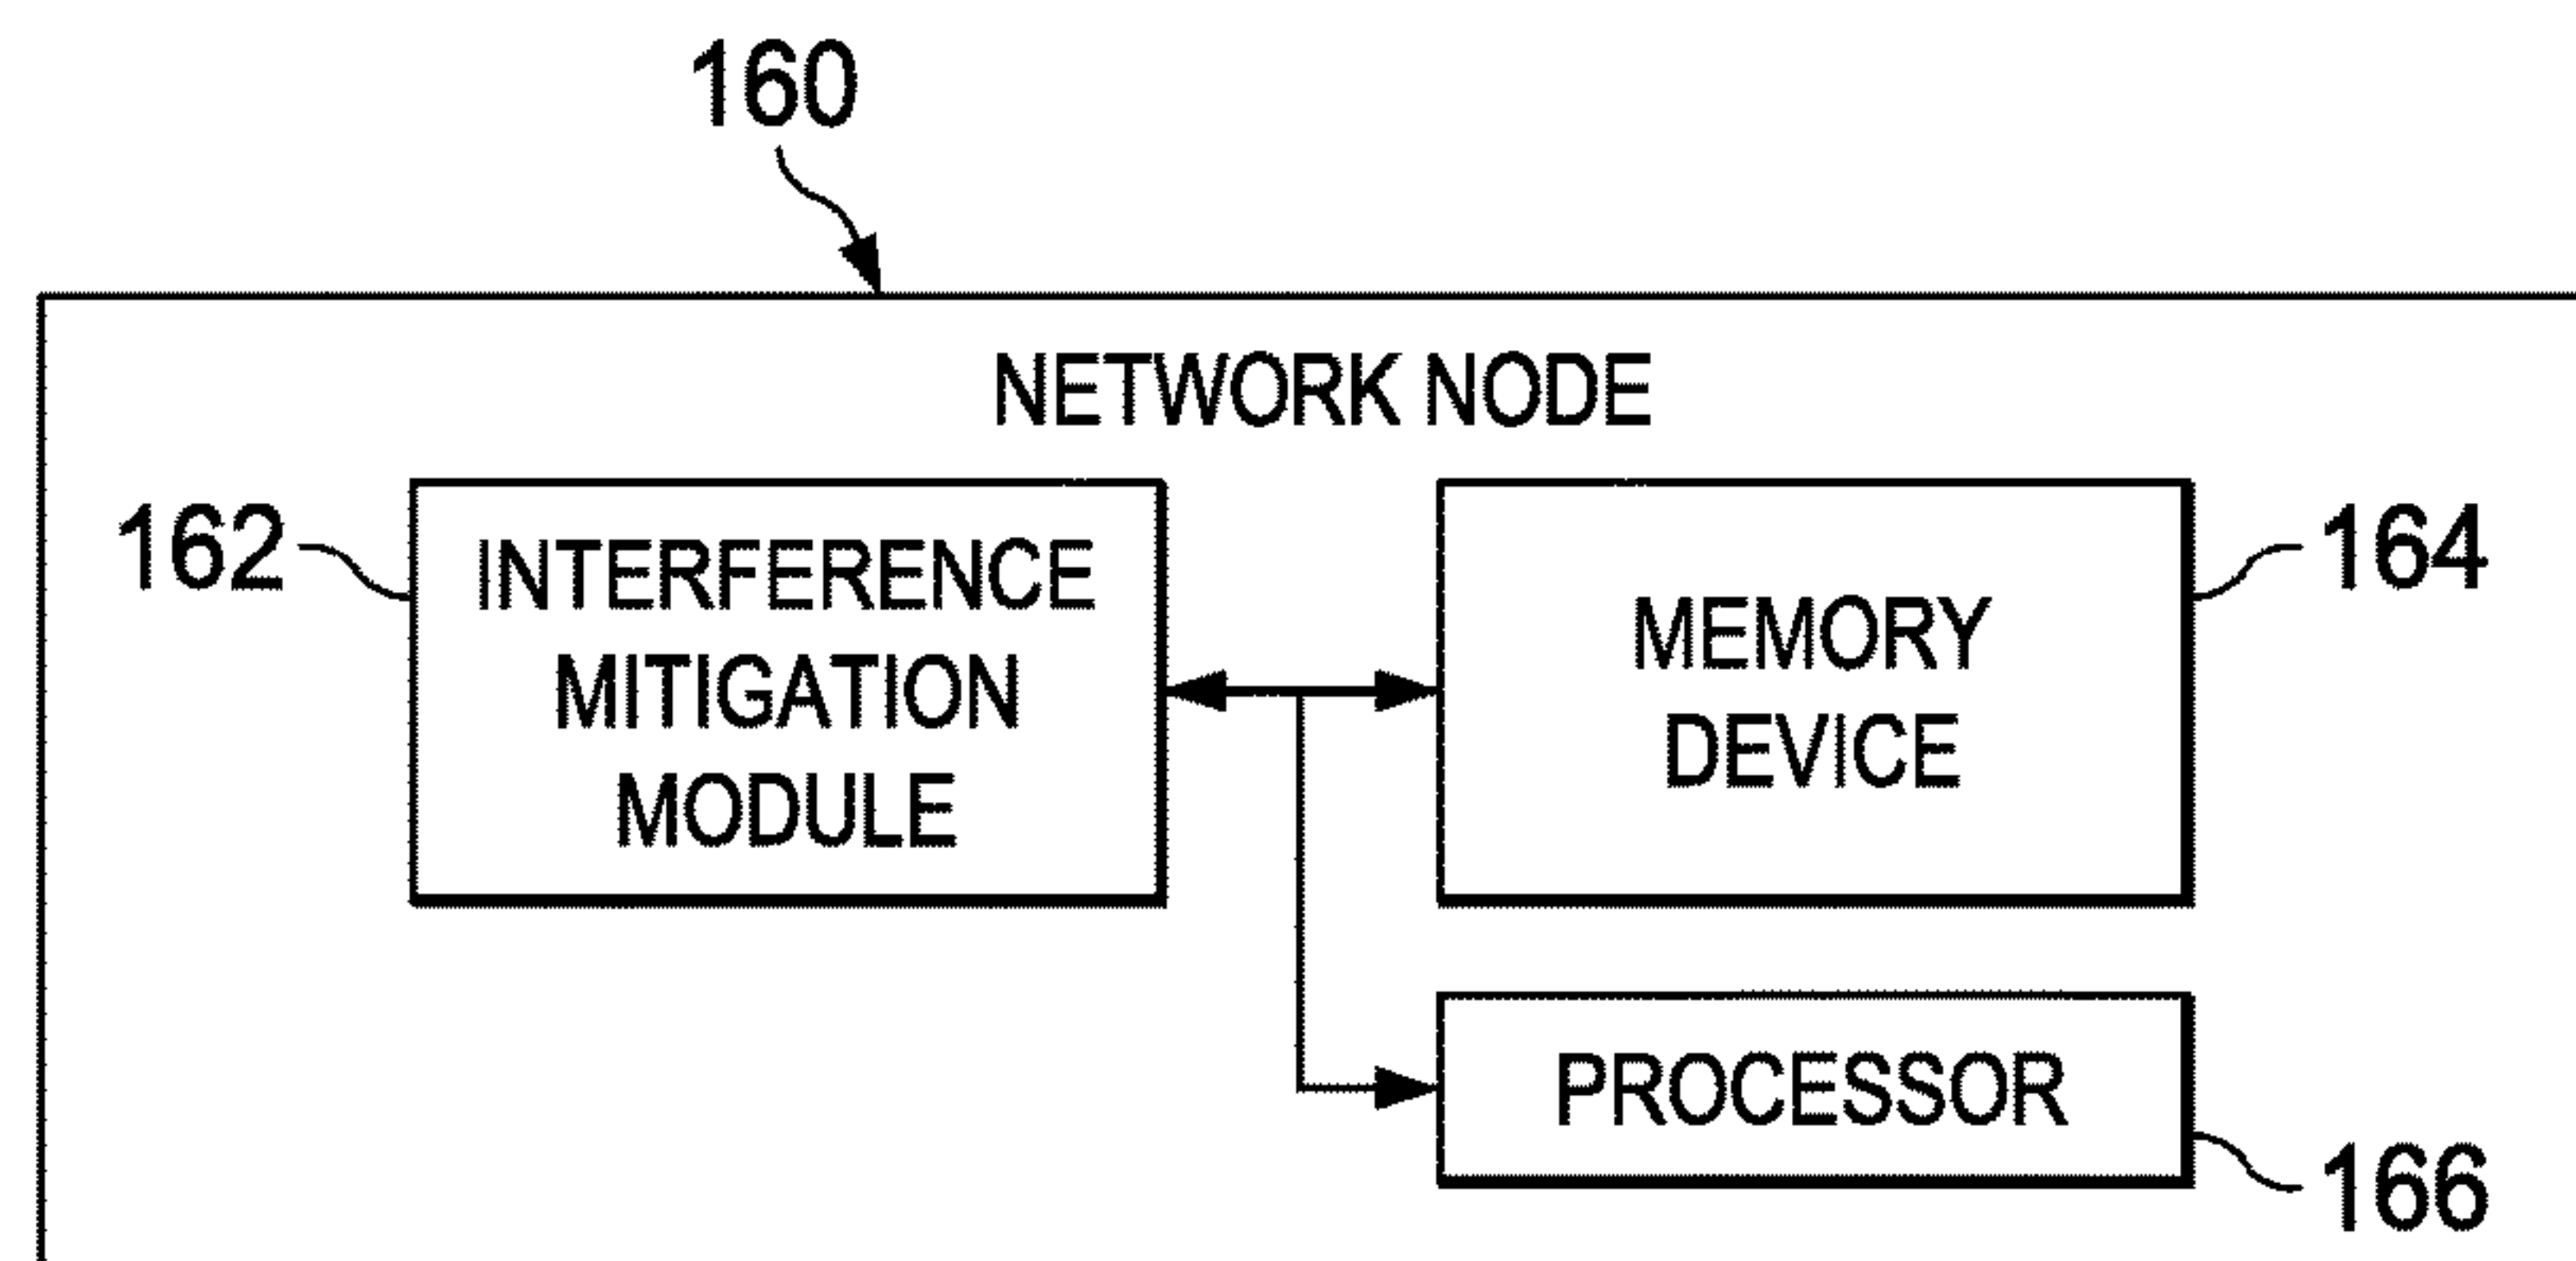 160
NETWORK NODE
162
INTERFERENCE
MITIGATION
MODULE
MEMORY
DEVICE
164
PROCESSOR
166